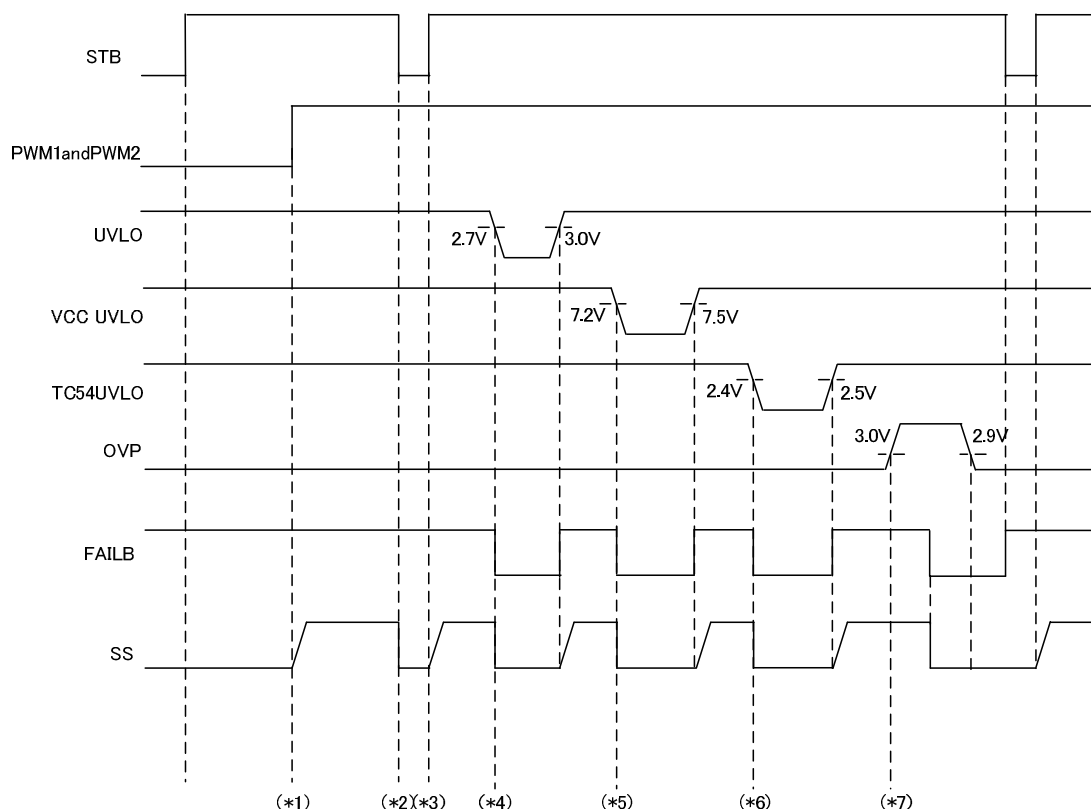 STB
PWM1andPWM2
UVLO
2.7V 3.0V
VCC UVLO
7.2V 7.5V
TC54UVLO
2.4V 2.5V
OVP
3.0V 2.9V
FAILB
SS
(*1) (*2)(*3) (*4) (*5) (*6) (*7)